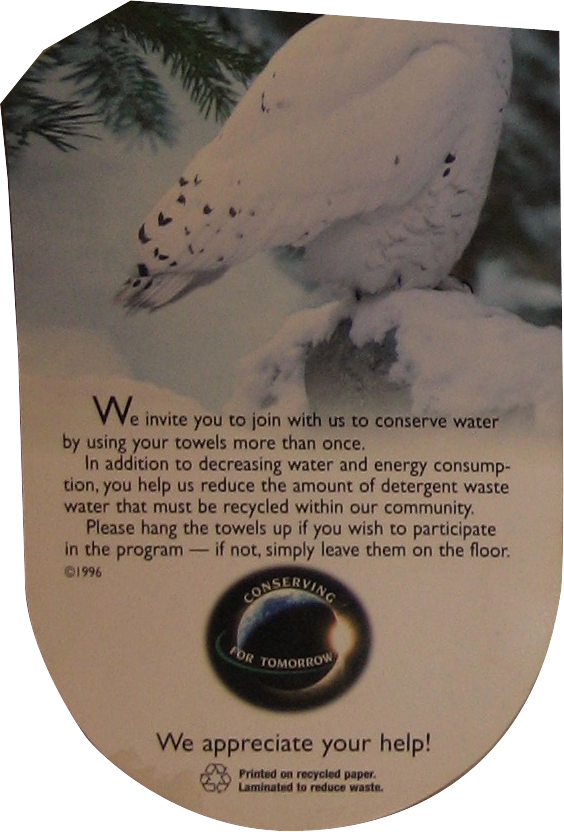 We invite you to join with us to conserve water
by using your towels more than once.
In addition to decreasing water and energy consump-
tion, you help us reduce the amount of detergent waste
water that must be recycled within our community.
Please hang the towels up if you wish to participate
in the program — if not, simply leave them on the floor.
©1996
CONSERVING
FOR TOMORROW
We appreciate your help!
Printed on recycled paper.
Laminated to reduce waste.